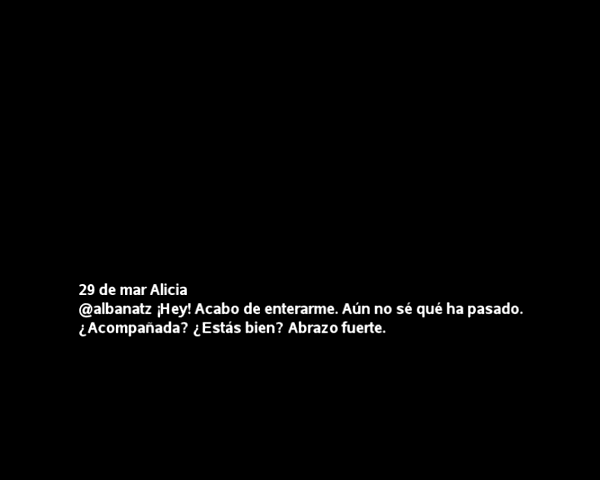 29 de mar Alicia
@albanatz ¡Hey! Acabo de enterarme. Aún no sé qué ha pasado.
¿Acompañada? ¿Estás bien? Abrazo fuerte.